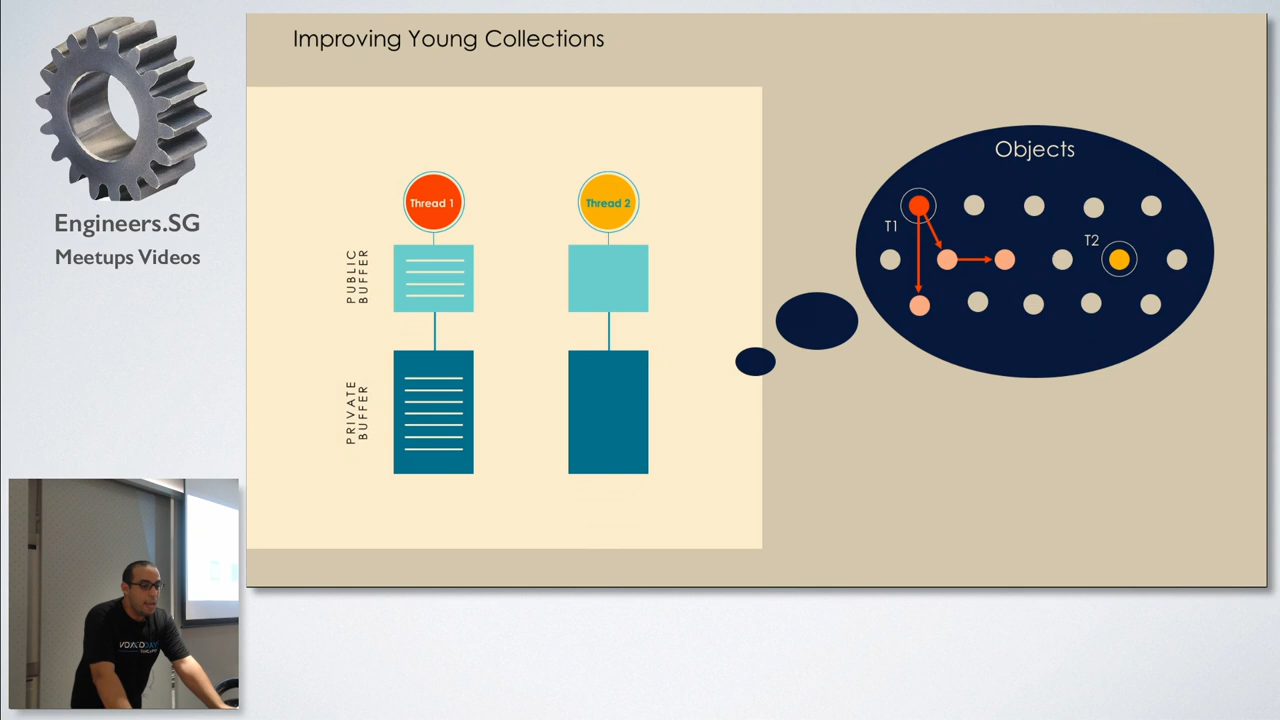 Improving Young Collections
Engineers.SG
Meetups Videos
Thread 1
Thread 2
PUBLIC
BUFFER
PRIVATE
BUFFER
Objects
T1
T2